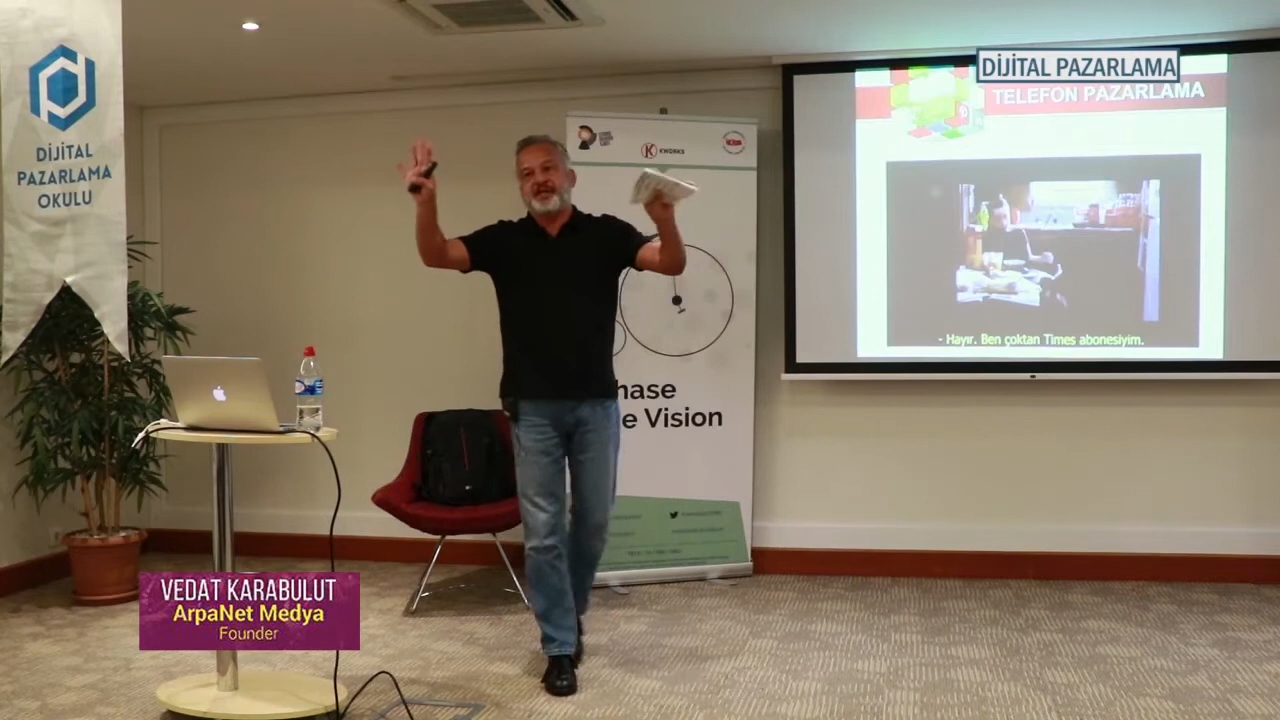 DİJİTAL
PAZARLAMA
OKULU
DİJİTAL PAZARLAMA
TELEFON PAZARLAMA
- Hayır. Ben çoktan Times abonesiyim.
KWORKS
hase
e Vision
VEDAT KARABULUT
ArpaNet Medya
Founder